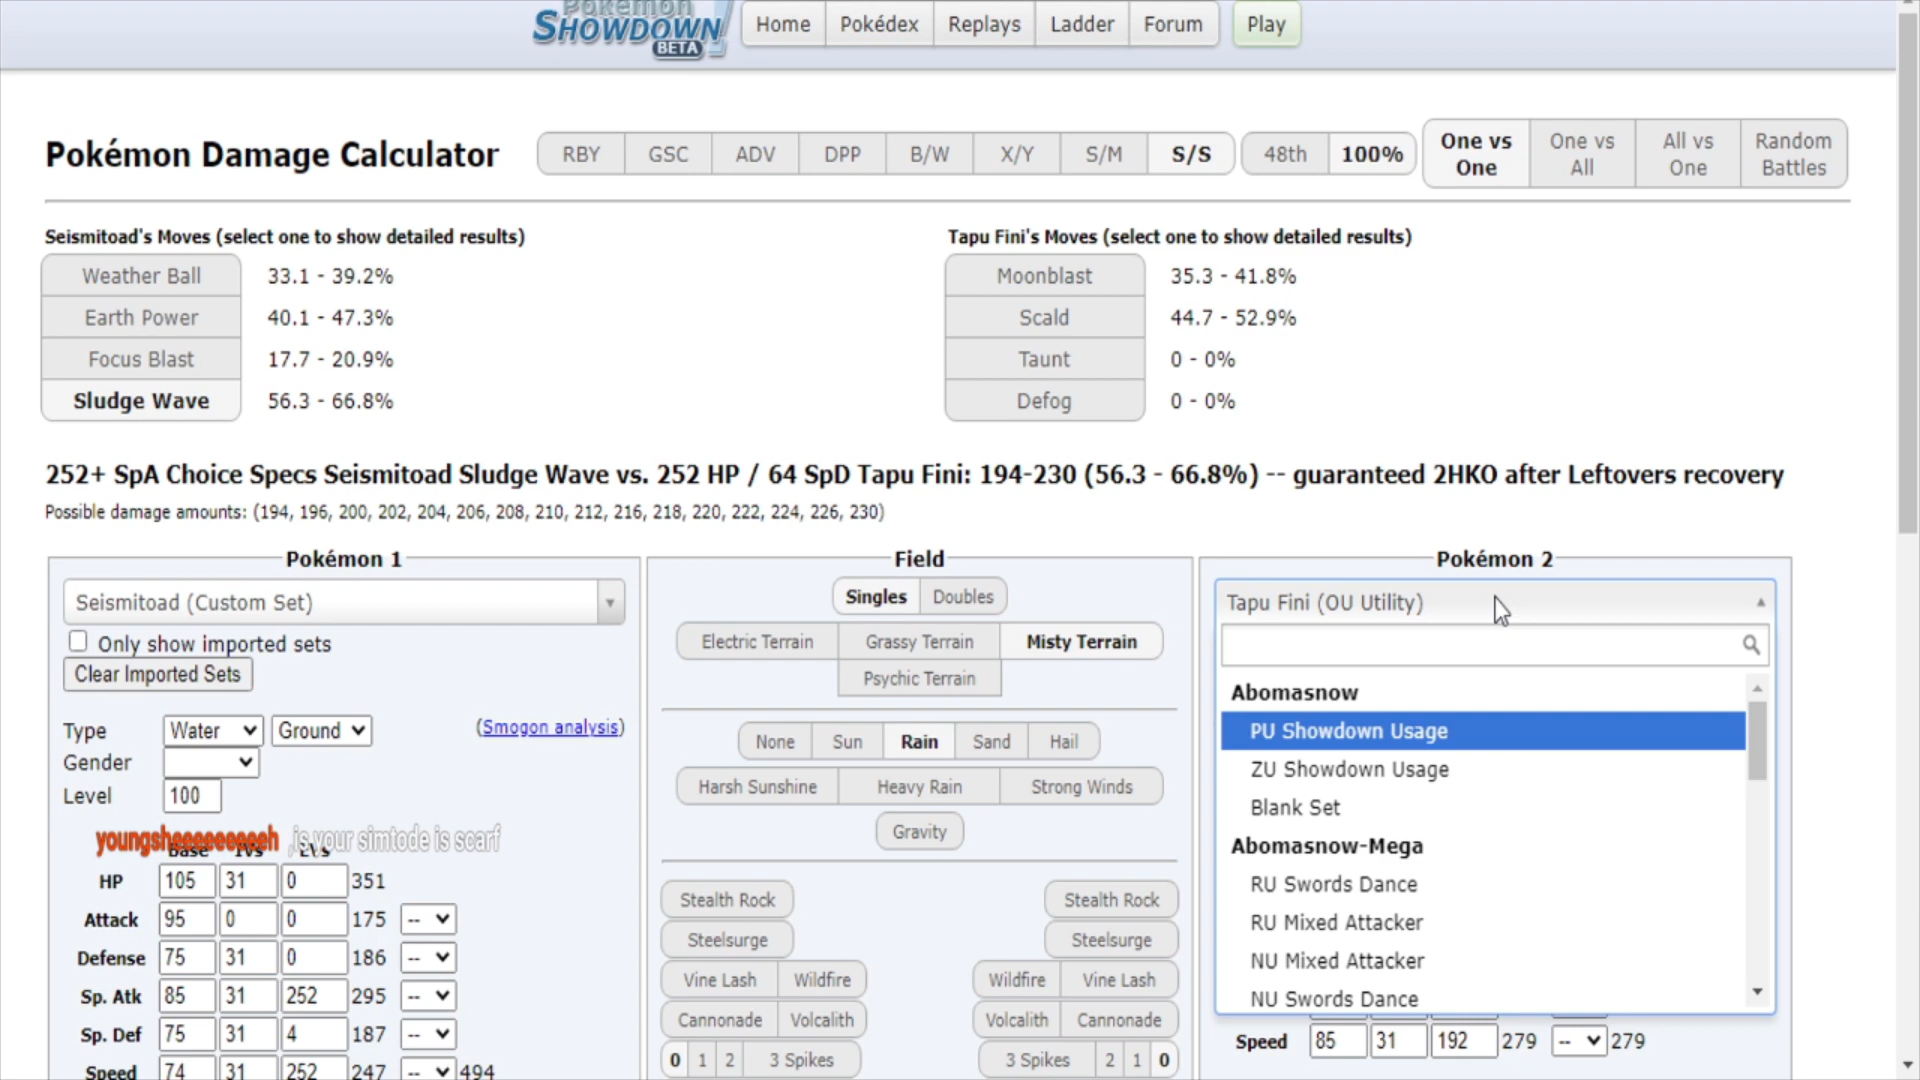 Pokémon
SHOWDOWN
BETA
Home Pokédex Replays Ladder Forum Play
Pokémon Damage Calculator
RBY GSC ADV DPP B/W X/Y S/M S/S 48th 100%
One vs One
One vs All
All vs One
Random Battles
Seismitoad's Moves (select one to show detailed results)
Weather Ball 33.1 - 39.2%
Earth Power 40.1 - 47.3%
Focus Blast 17.7 - 20.9%
Sludge Wave 56.3 - 66.8%
Tapu Fini's Moves (select one to show detailed results)
Moonblast 35.3 - 41.8%
Scald 44.7 - 52.9%
Taunt 0 - 0%
Defog 0 - 0%
252+ SpA Choice Specs Seismitoad Sludge Wave vs. 252 HP / 64 SpD Tapu Fini: 194-230 (56.3 - 66.8%) -- guaranteed 2HKO after Leftovers recovery
Possible damage amounts: (194, 196, 200, 202, 204, 206, 208, 210, 212, 216, 218, 220, 222, 224, 226, 230)
Pokémon 1
Seismitoad (Custom Set)
Only show imported sets
Clear Imported Sets
Type Water Ground (Smogon analysis)
Gender
Level 100
youngsheeeeeeeeeh ,is your simtode is scarf
Base IVs EVs
HP 105 31 0 351
Attack 95 0 0 175 --
Defense 75 31 0 186 --
Sp. Atk 85 31 252 295 --
Sp. Def 75 31 4 187 --
Speed 74 31 252 247 -- 494
Field
Singles Doubles
Electric Terrain Grassy Terrain Misty Terrain
Psychic Terrain
None Sun Rain Sand Hail
Harsh Sunshine Heavy Rain Strong Winds
Gravity
Stealth Rock Stealth Rock
Steelsurge Steelsurge
Vine Lash Wildfire Wildfire Vine Lash
Cannonade Volcalith Volcalith Cannonade
0 1 2 3 Spikes 3 Spikes 2 1 0
Pokémon 2
Tapu Fini (OU Utility)
Abomasnow
PU Showdown Usage
ZU Showdown Usage
Blank Set
Abomasnow-Mega
RU Swords Dance
RU Mixed Attacker
NU Mixed Attacker
NU Swords Dance
Speed 85 31 192 279 -- 279